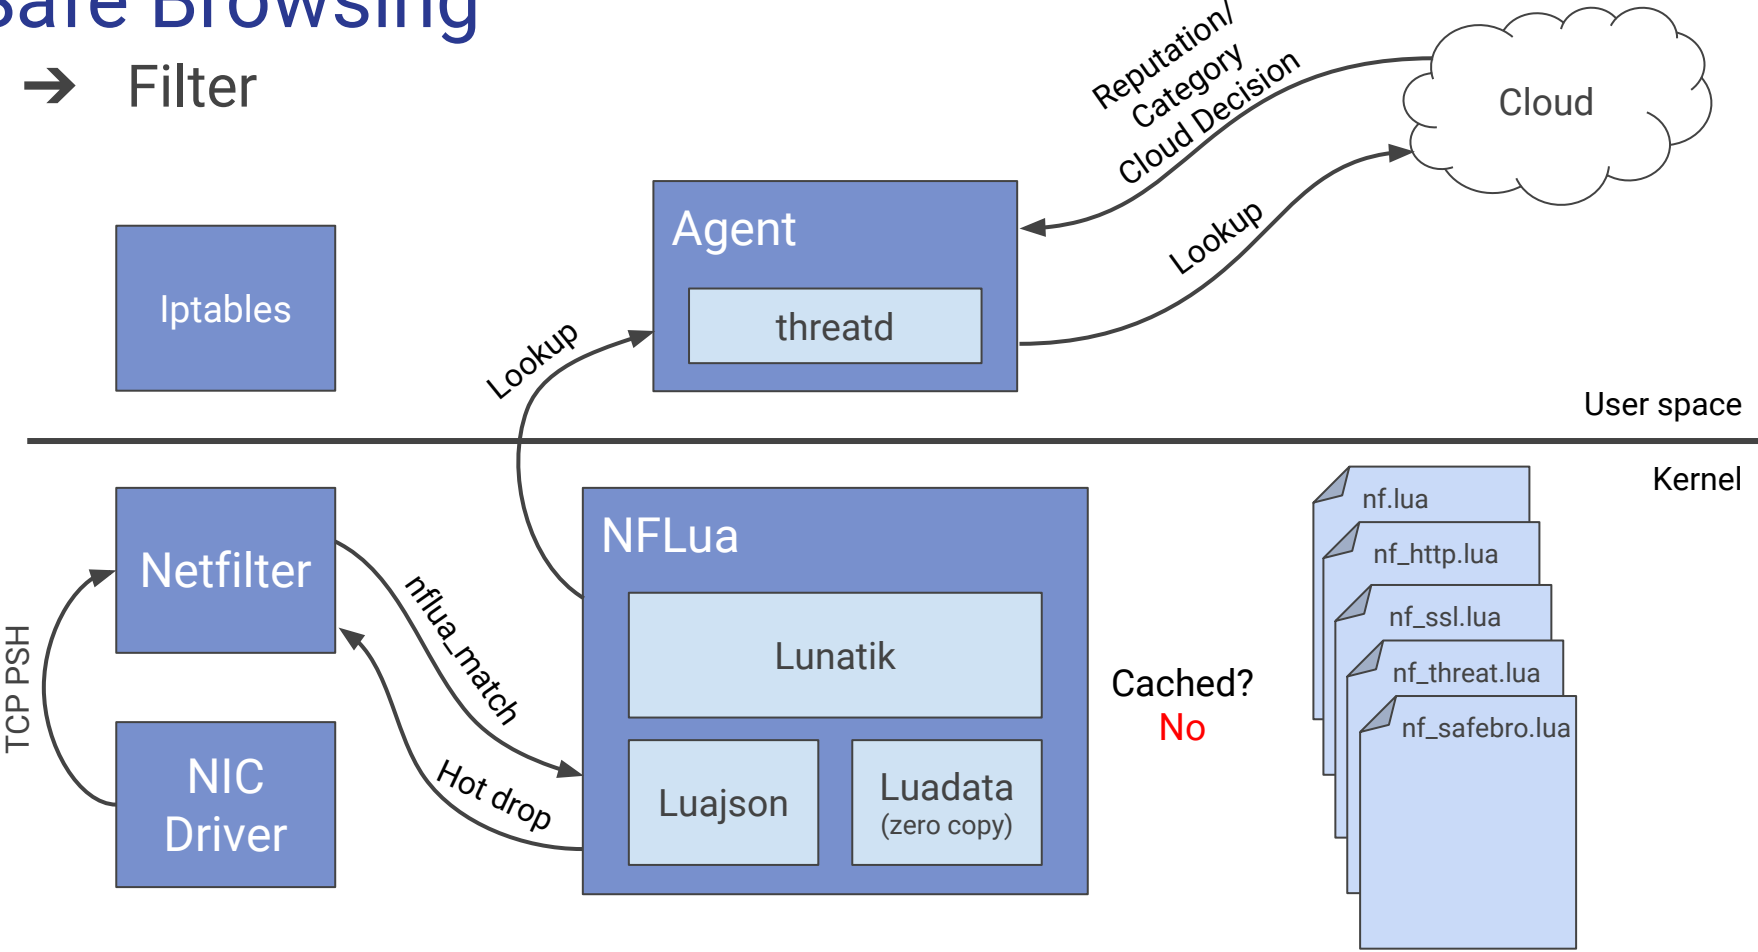 Safe Browsing
➔ Filter
Reputation/
Category
Cloud Decision
Cloud
Lookup
Agent
threatd
Iptables
Lookup
User space
Kernel
Netfilter
TCP PSH
NIC
Driver
nflua_match
Hot drop
NFLua
Lunatik
Luajson
Luadata
(zero copy)
Cached?
No
nf.lua
nf_http.lua
nf_ssl.lua
nf_threat.lua
nf_safebro.lua